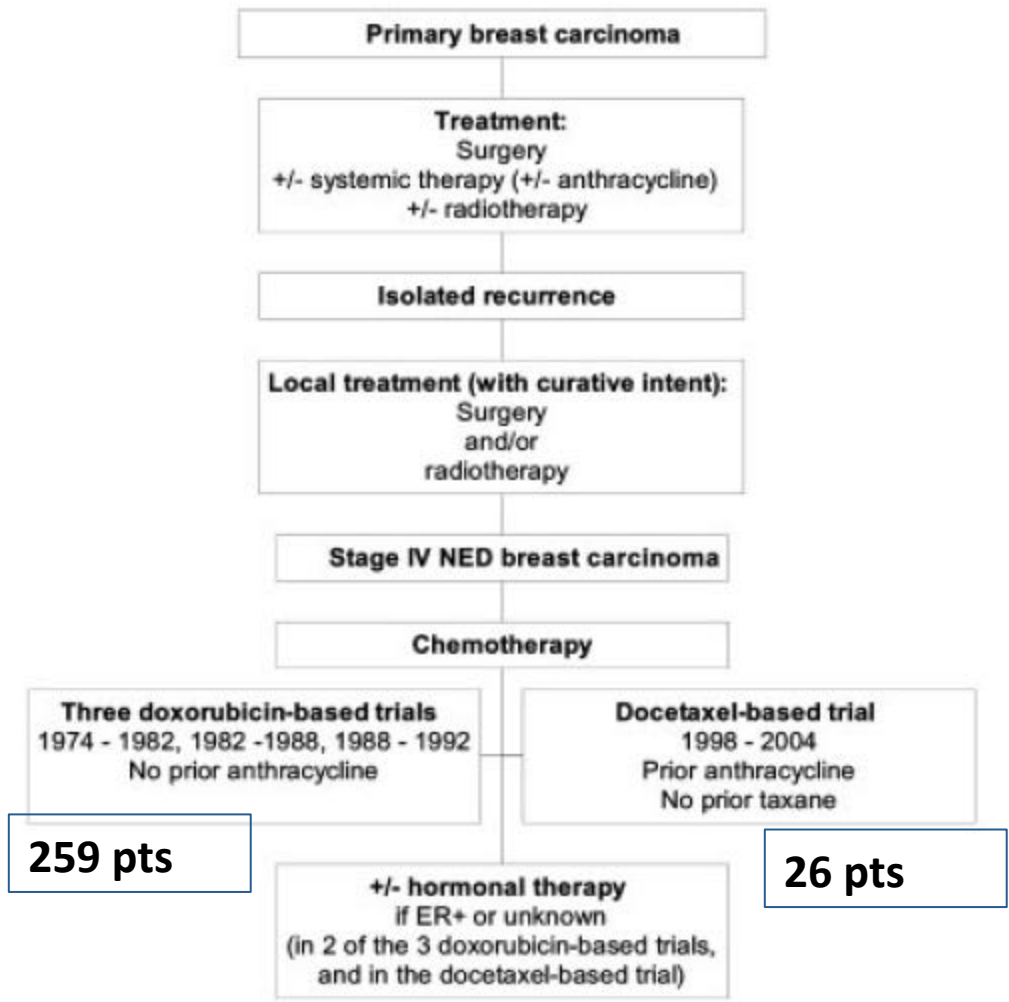 Primary breast carcinoma
Treatment:
Surgery
+/- systemic therapy (+/- anthracycline)
+/- radiotherapy
Isolated recurrence
Local treatment (with curative intent):
Surgery
and/or
radiotherapy
Stage IV NED breast carcinoma
Chemotherapy
Three doxorubicin-based trials
1974 - 1982, 1982 -1988, 1988 - 1992
No prior anthracycline
259 pts
Docetaxel-based trial
1998 - 2004
Prior anthracycline
No prior taxane
26 pts
+/- hormonal therapy
if ER+ or unknown
(in 2 of the 3 doxorubicin-based trials,
and in the docetaxel-based trial)